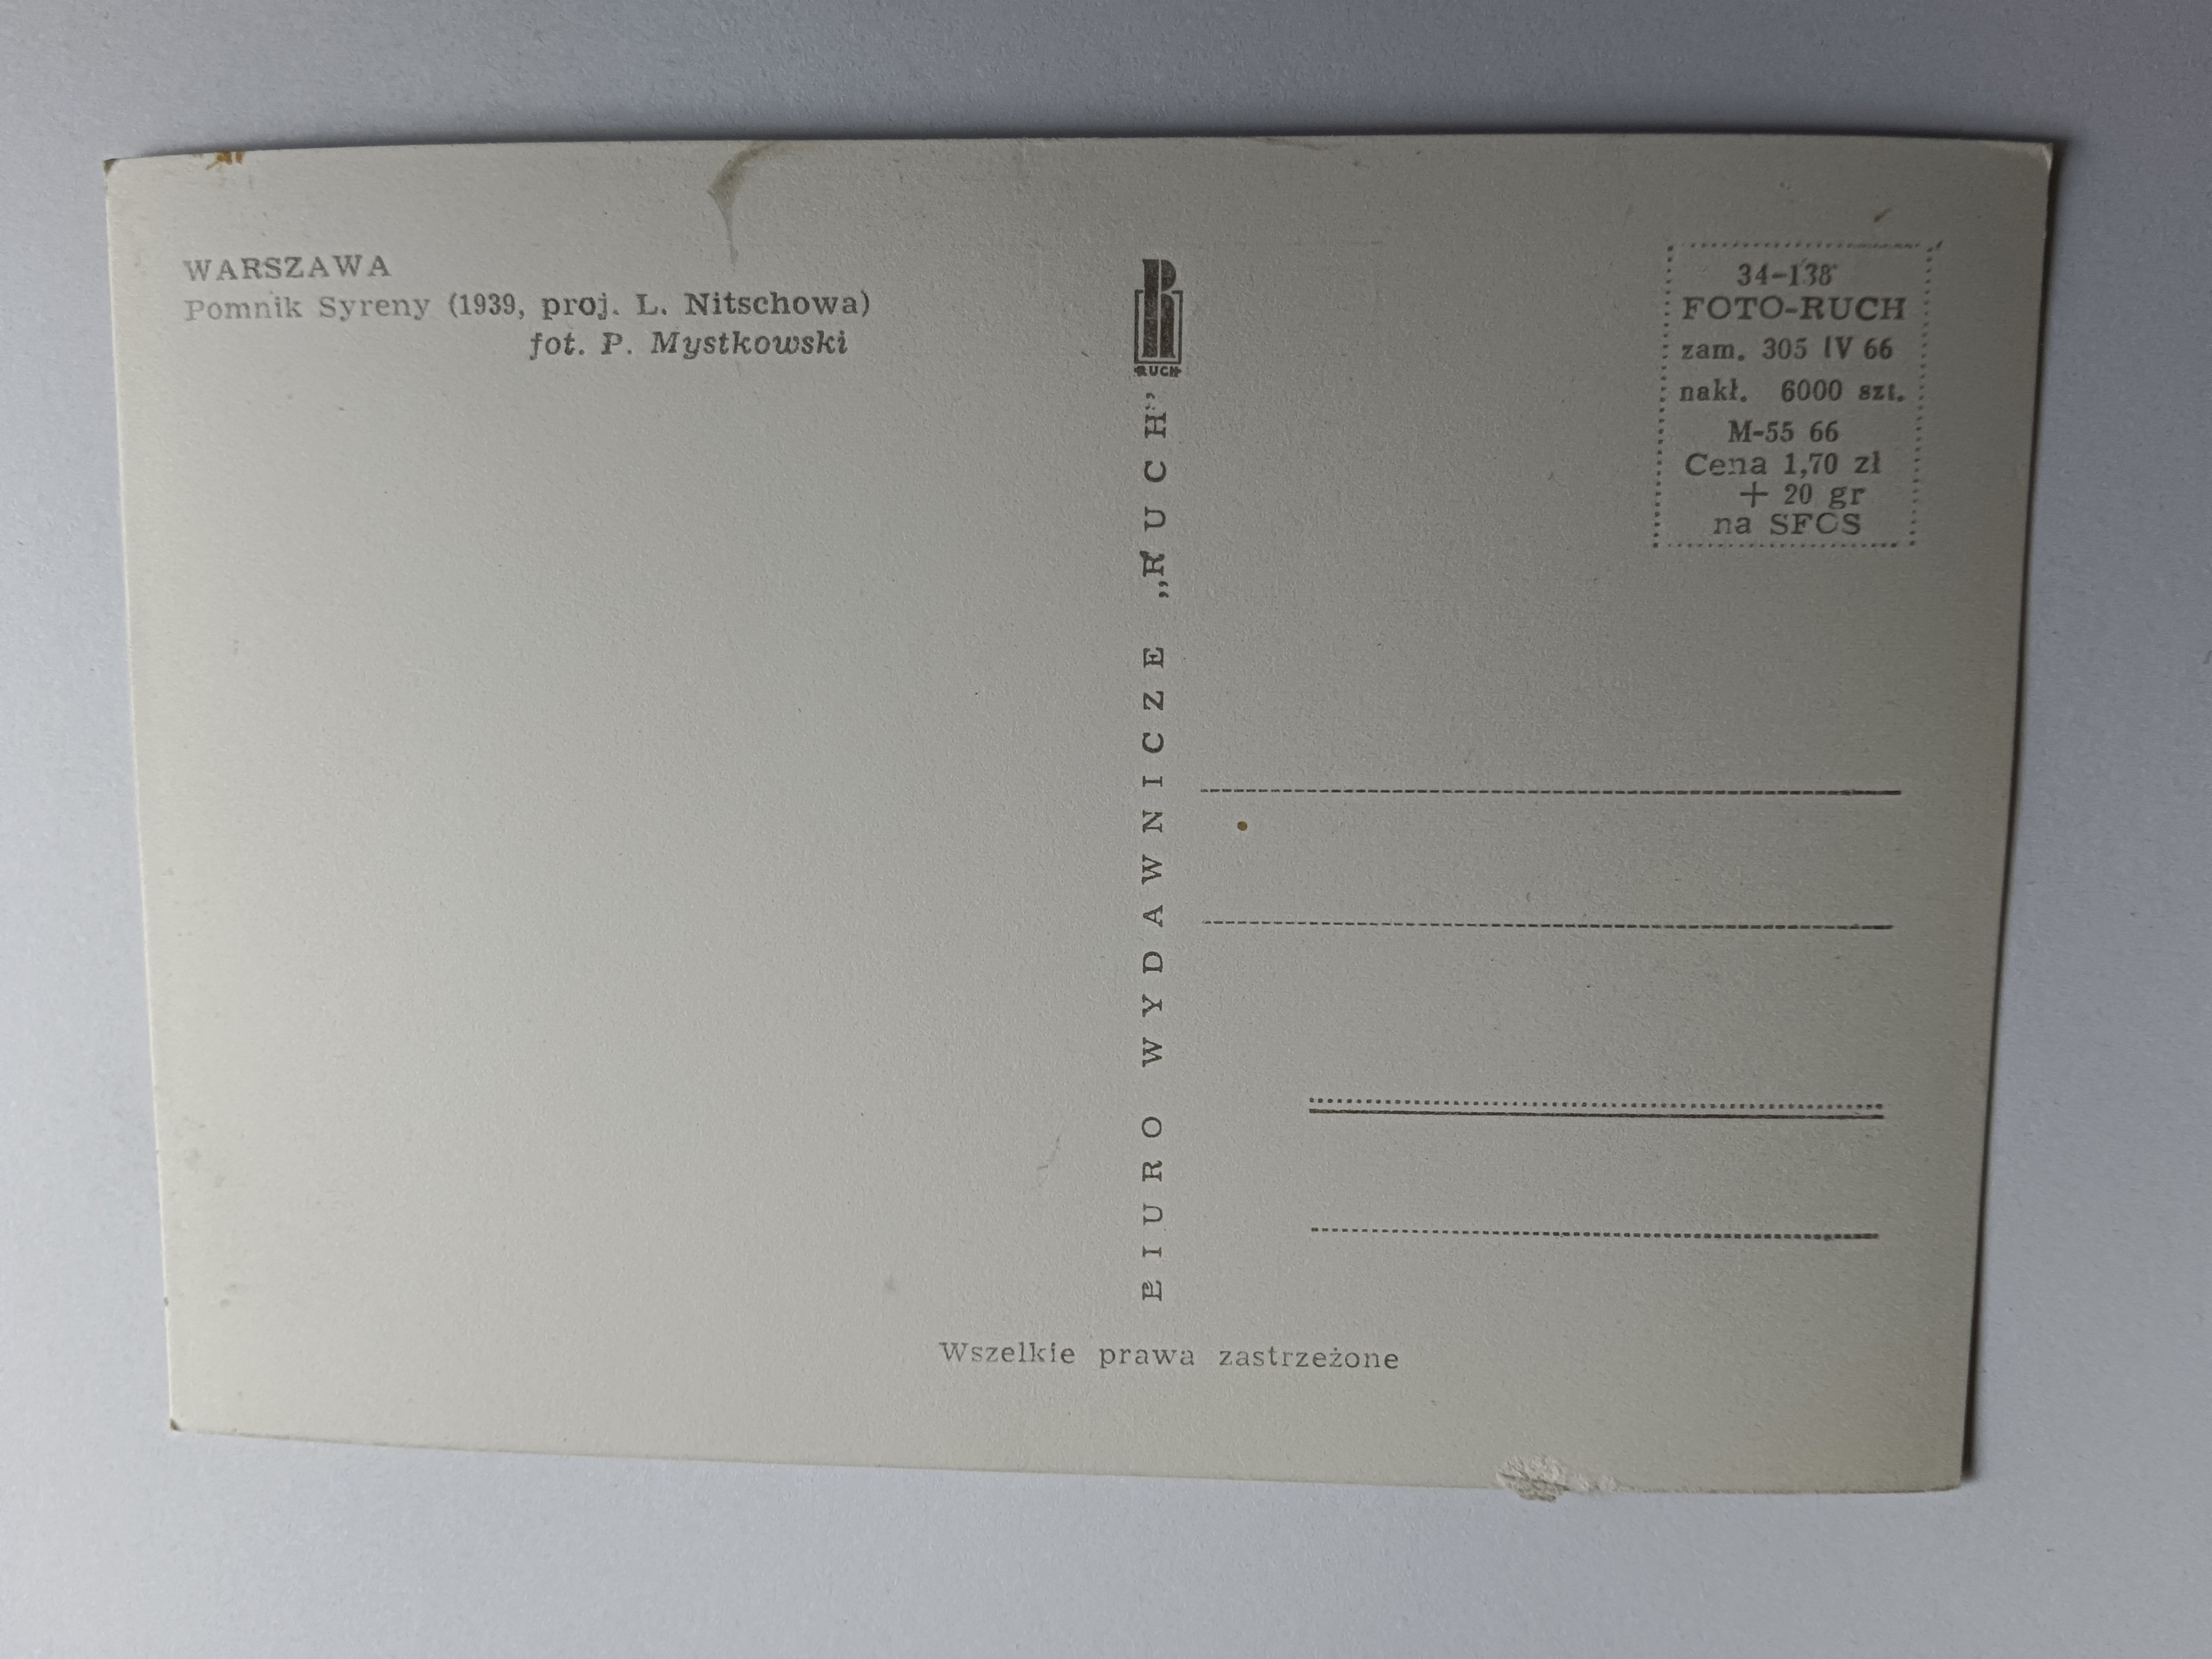 WARSZAWA
Pomnik Syreny (1939, proj. L. Nitschowa)
fot. P. Mystkowski
RUCH
BIURO WYDAWNICZE „RUCH”
34-138
FOTO-RUCH
zam. 305 IV 66
nakł. 6000 szt.
M-55 66
Cena 1,70 zł
+ 20 gr
na SFOS
Wszelkie prawa zastrzeżone